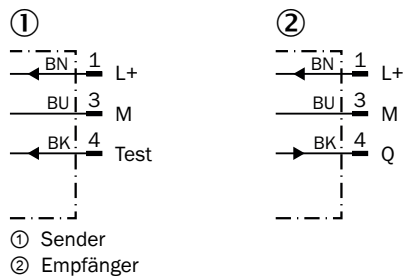 ① ②
BN 1 L+ BN 1 L+
BU 3 M BU 3 M
BK 4 Test BK 4 Q
① Sender
② Empfänger